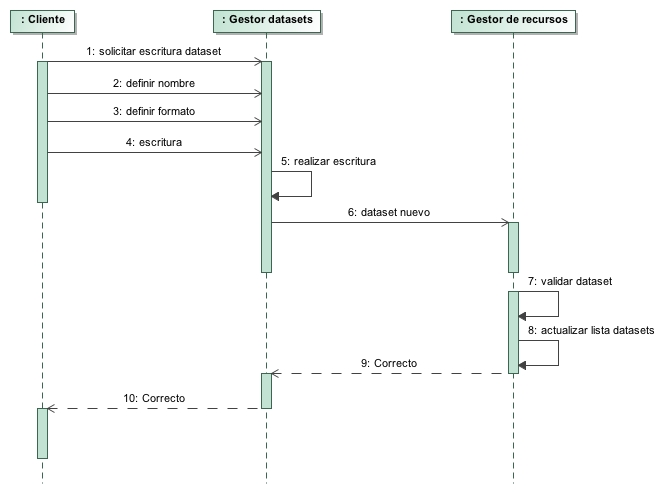 : Cliente
: Gestor datasets
: Gestor de recursos
1: solicitar escritura dataset
2: definir nombre
3: definir formato
4: escritura
5: realizar escritura
6: dataset nuevo
7: validar dataset
8: actualizar lista datasets
9: Correcto
10: Correcto